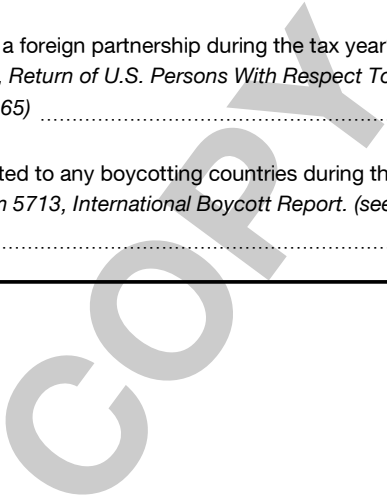 a foreign partnership during the tax year
, Return of U.S. Persons With Respect To
65)
ted to any boycotting countries during th
n 5713, International Boycott Report. (see
COPY